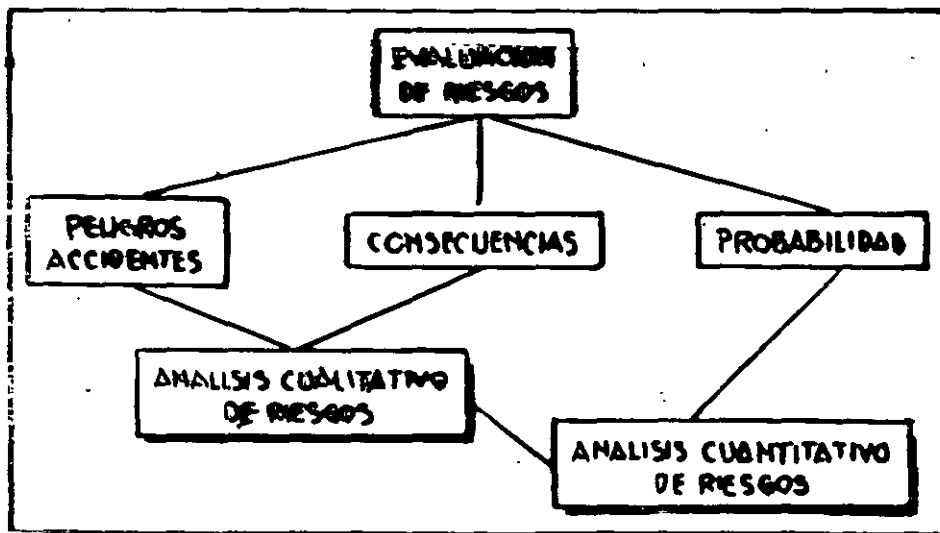 EVALUACION
DE RIESGOS
PELIGROS
ACCIDENTES
CONSECUENCIAS
PROBABILIDAD
ANALISIS CUALITATIVO
DE RIESGOS
ANALISIS CUANTITATIVO
DE RIESGOS